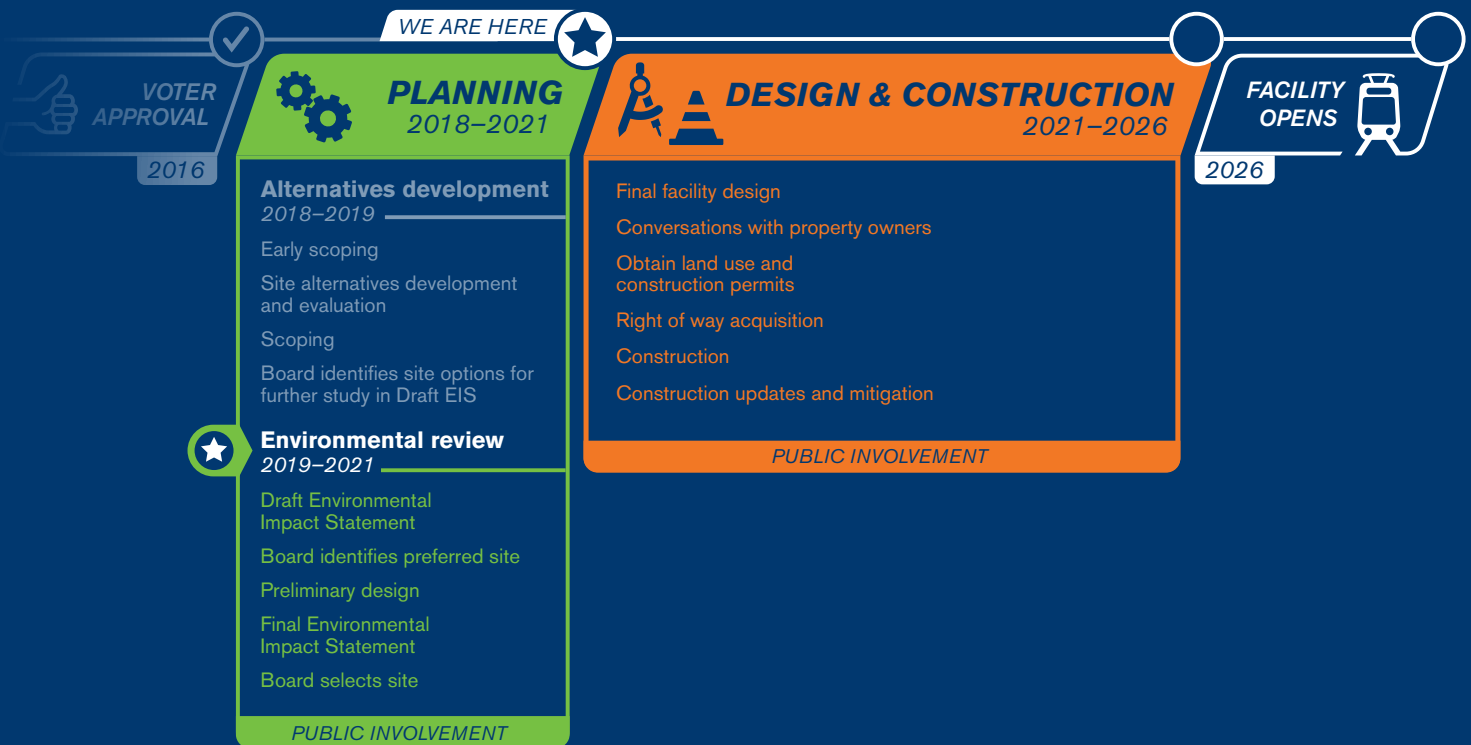 WE ARE HERE
VOTER
APPROVAL
2016
PLANNING
2018–2021
Alternatives development
2018–2019
Early scoping
Site alternatives development
and evaluation
Scoping
Board identifies site options for
further study in Draft EIS
Environmental review
2019–2021
Draft Environmental
Impact Statement
Board identifies preferred site
Preliminary design
Final Environmental
Impact Statement
Board selects site
PUBLIC INVOLVEMENT
DESIGN & CONSTRUCTION
2021–2026
Final facility design
Conversations with property owners
Obtain land use and
construction permits
Right of way acquisition
Construction
Construction updates and mitigation
PUBLIC INVOLVEMENT
FACILITY
OPENS
2026